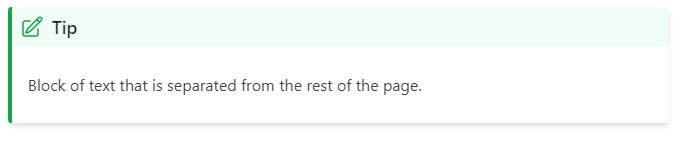 Tip
Block of text that is separated from the rest of the page.